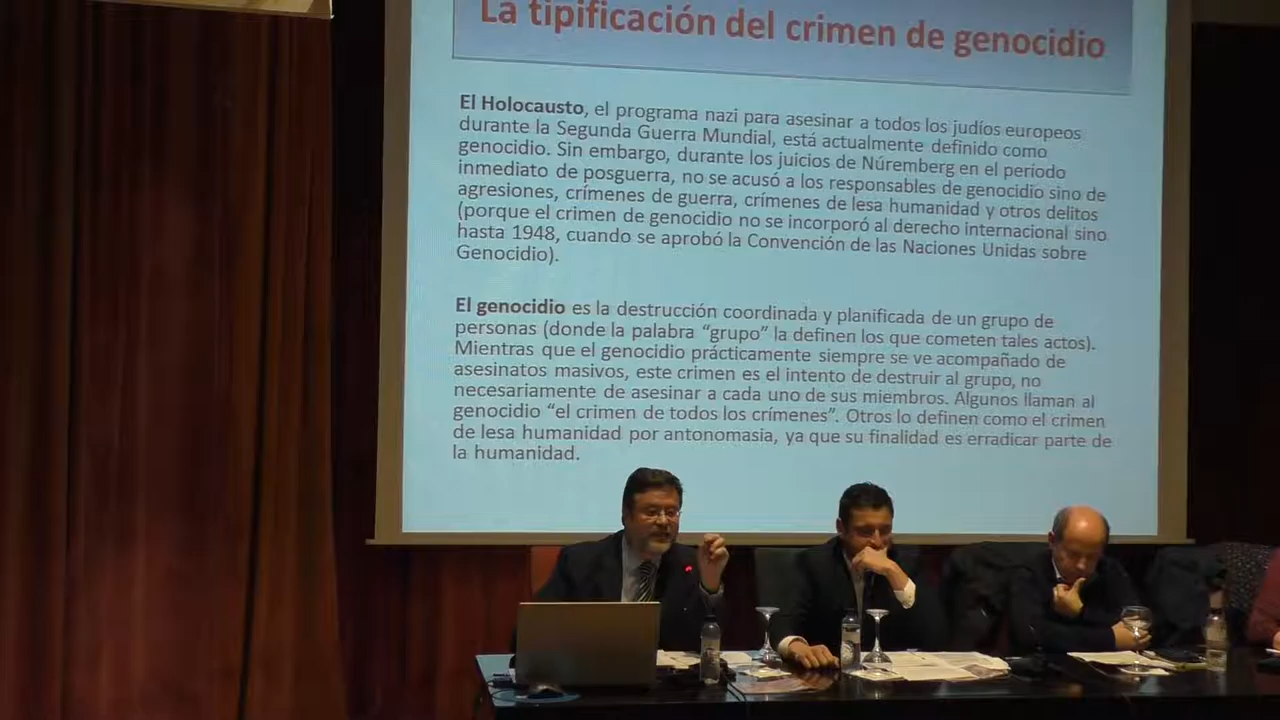 La tipificación del crimen de genocidio
El Holocausto, el programa nazi para asesinar a todos los judíos europeos
durante la Segunda Guerra Mundial, está actualmente definido como
genocidio. Sin embargo, durante los juicios de Núremberg en el período
inmediato de posguerra, no se acusó a los responsables de genocidio sino de
agresiones, crímenes de guerra, crímenes de lesa humanidad y otros delitos
(porque el crimen de genocidio no se incorporó al derecho internacional sino
hasta 1948, cuando se aprobó la Convención de las Naciones Unidas sobre
Genocidio).
El genocidio es la destrucción coordinada y planificada de un grupo de
personas (donde la palabra “grupo” la definen los que cometen tales actos).
Mientras que el genocidio prácticamente siempre se ve acompañado de
asesinatos masivos, este crimen es el intento de destruir al grupo, no
necesariamente de asesinar a cada uno de sus miembros. Algunos llaman al
genocidio “el crimen de todos los crímenes”. Otros lo definen como el crimen
de lesa humanidad por antonomasia, ya que su finalidad es erradicar parte de
la humanidad.